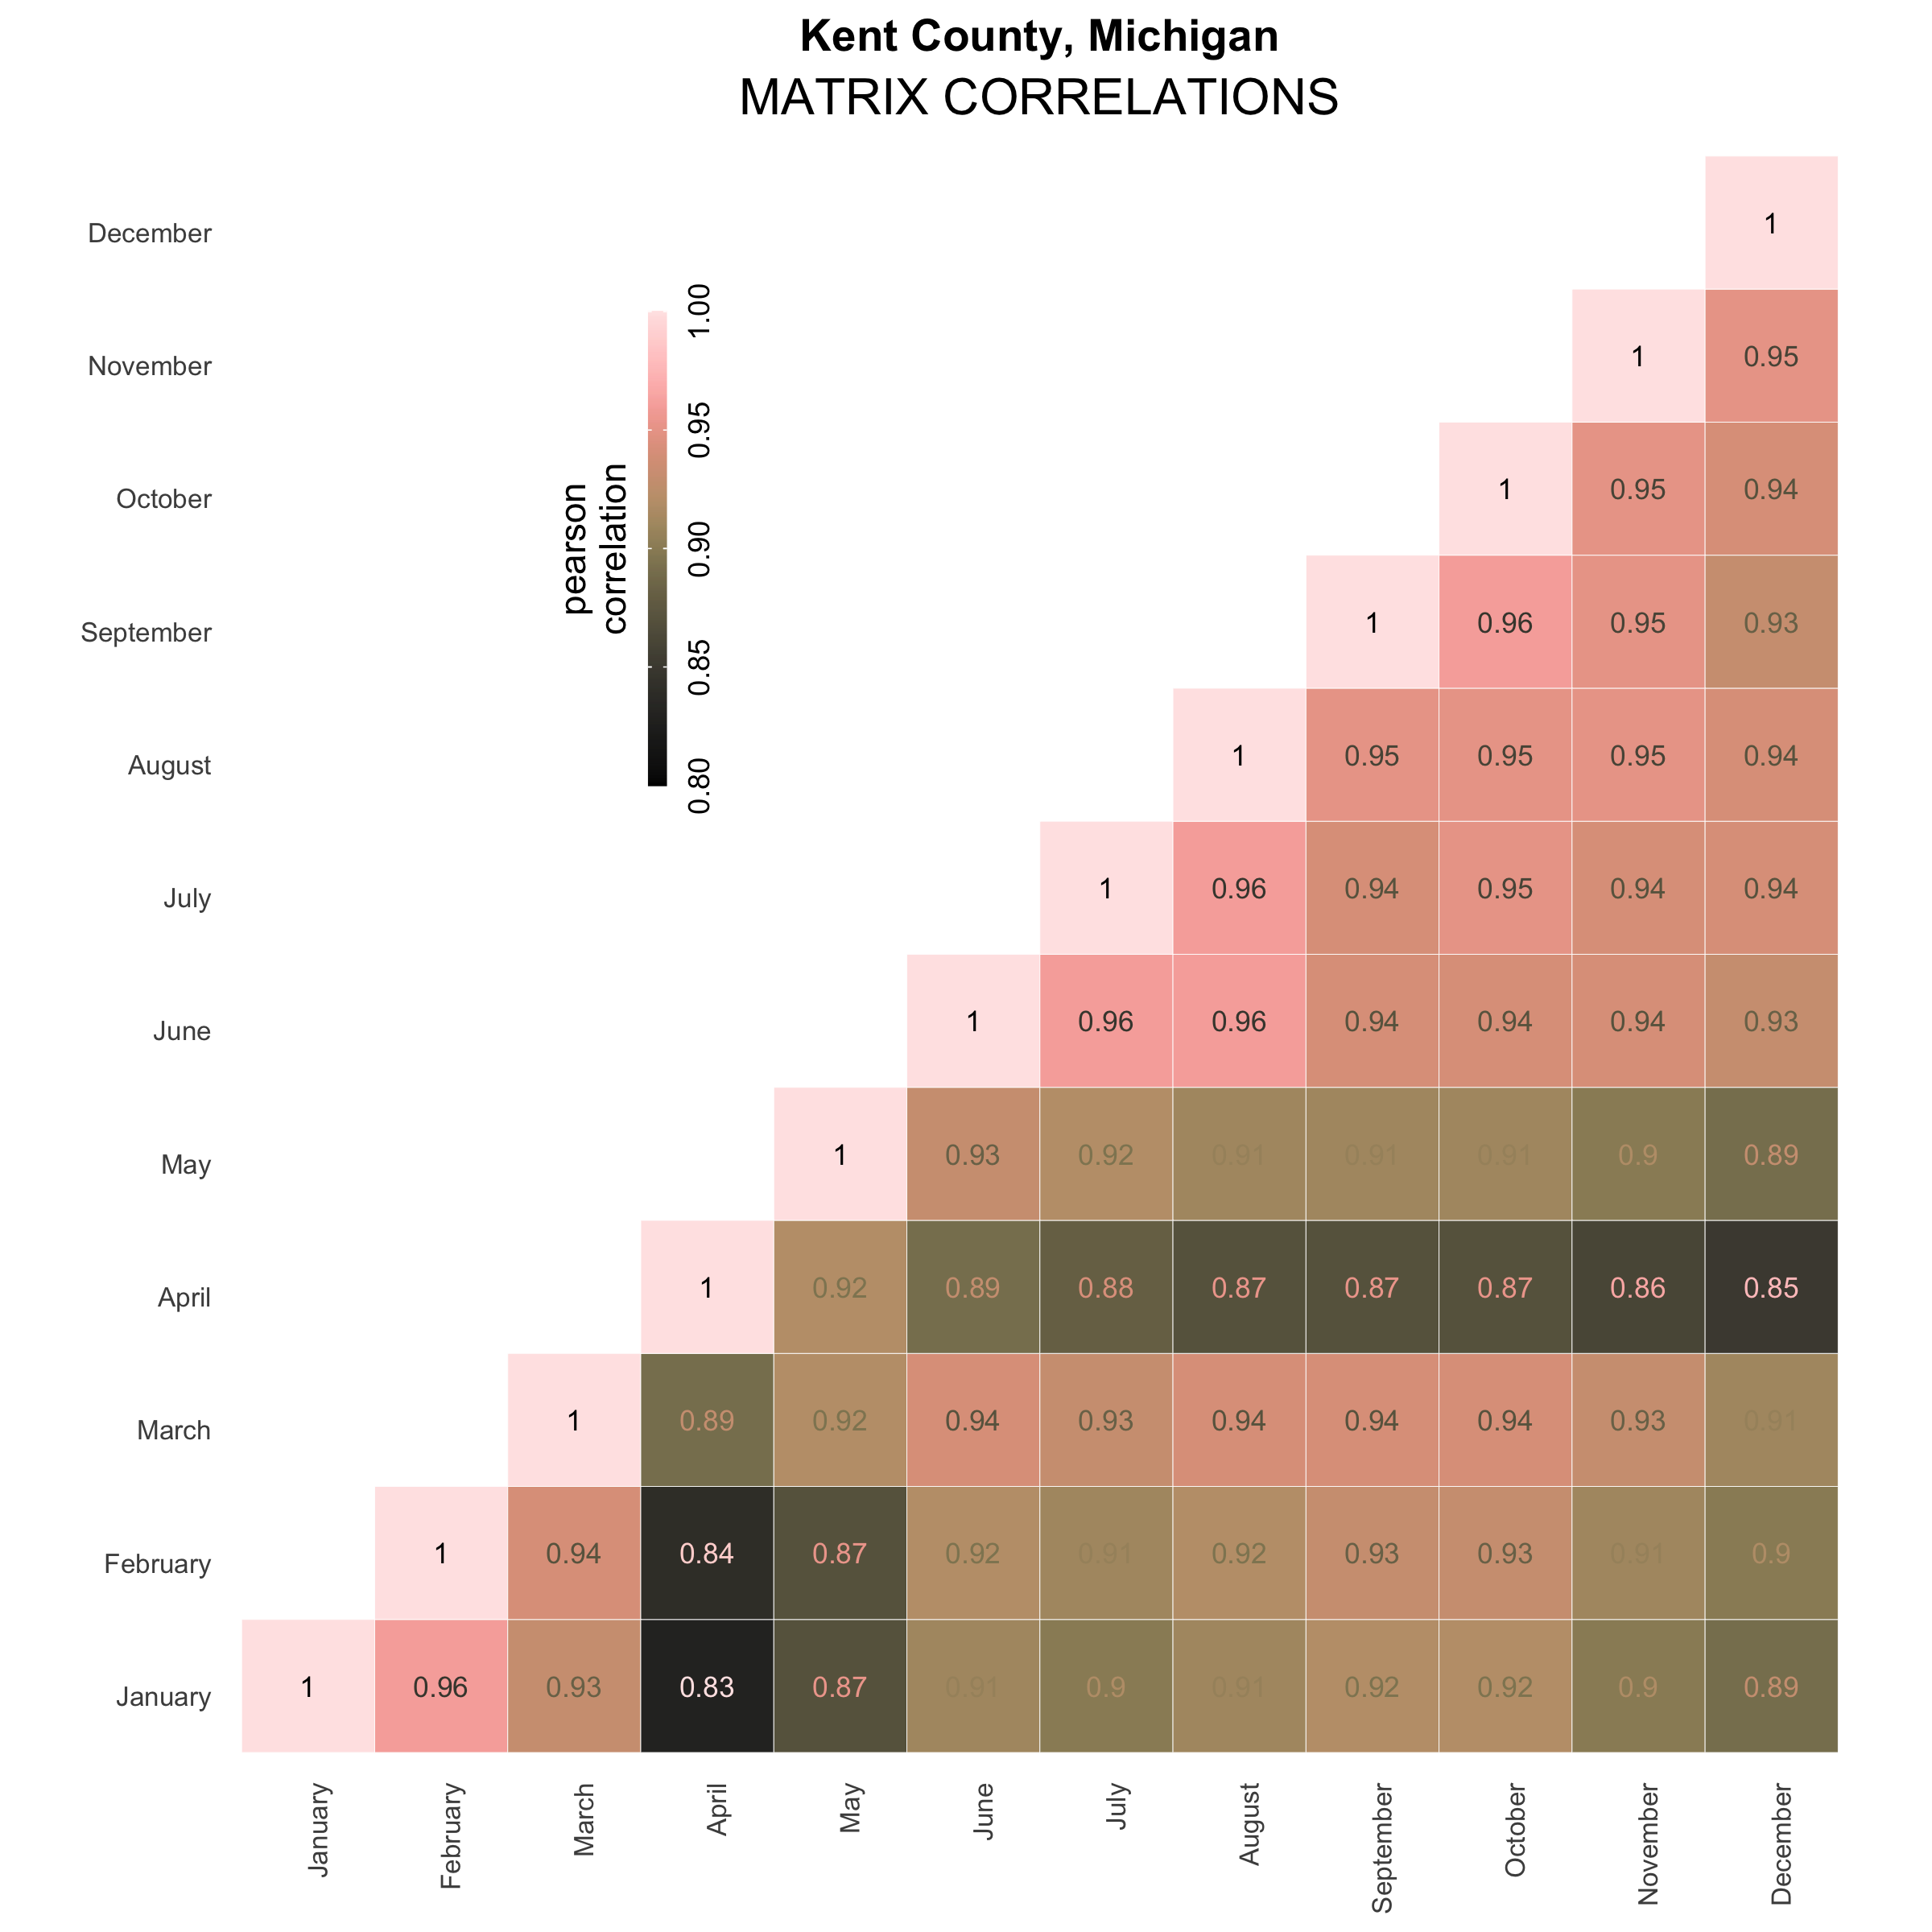 Kent County, Michigan
MATRIX CORRELATIONS
December 1
November 1 0.95
October 1 0.95 0.94
September 1 0.96 0.95 0.93
August 1 0.95 0.95 0.95 0.94
July 1 0.96 0.94 0.95 0.94 0.94
June 1 0.96 0.96 0.94 0.94 0.94 0.93
May 1 0.93 0.92 0.91 0.91 0.91 0.9 0.89
April 1 0.92 0.89 0.88 0.87 0.87 0.87 0.86 0.85
March 1 0.89 0.92 0.94 0.93 0.94 0.94 0.94 0.93 0.91
February 1 0.94 0.84 0.87 0.92 0.91 0.92 0.93 0.93 0.91 0.9
January 1 0.96 0.93 0.83 0.87 0.91 0.9 0.91 0.92 0.92 0.9 0.89
January February March April May June July August September October November December
pearson
correlation
0.80 0.85 0.90 0.95 1.00